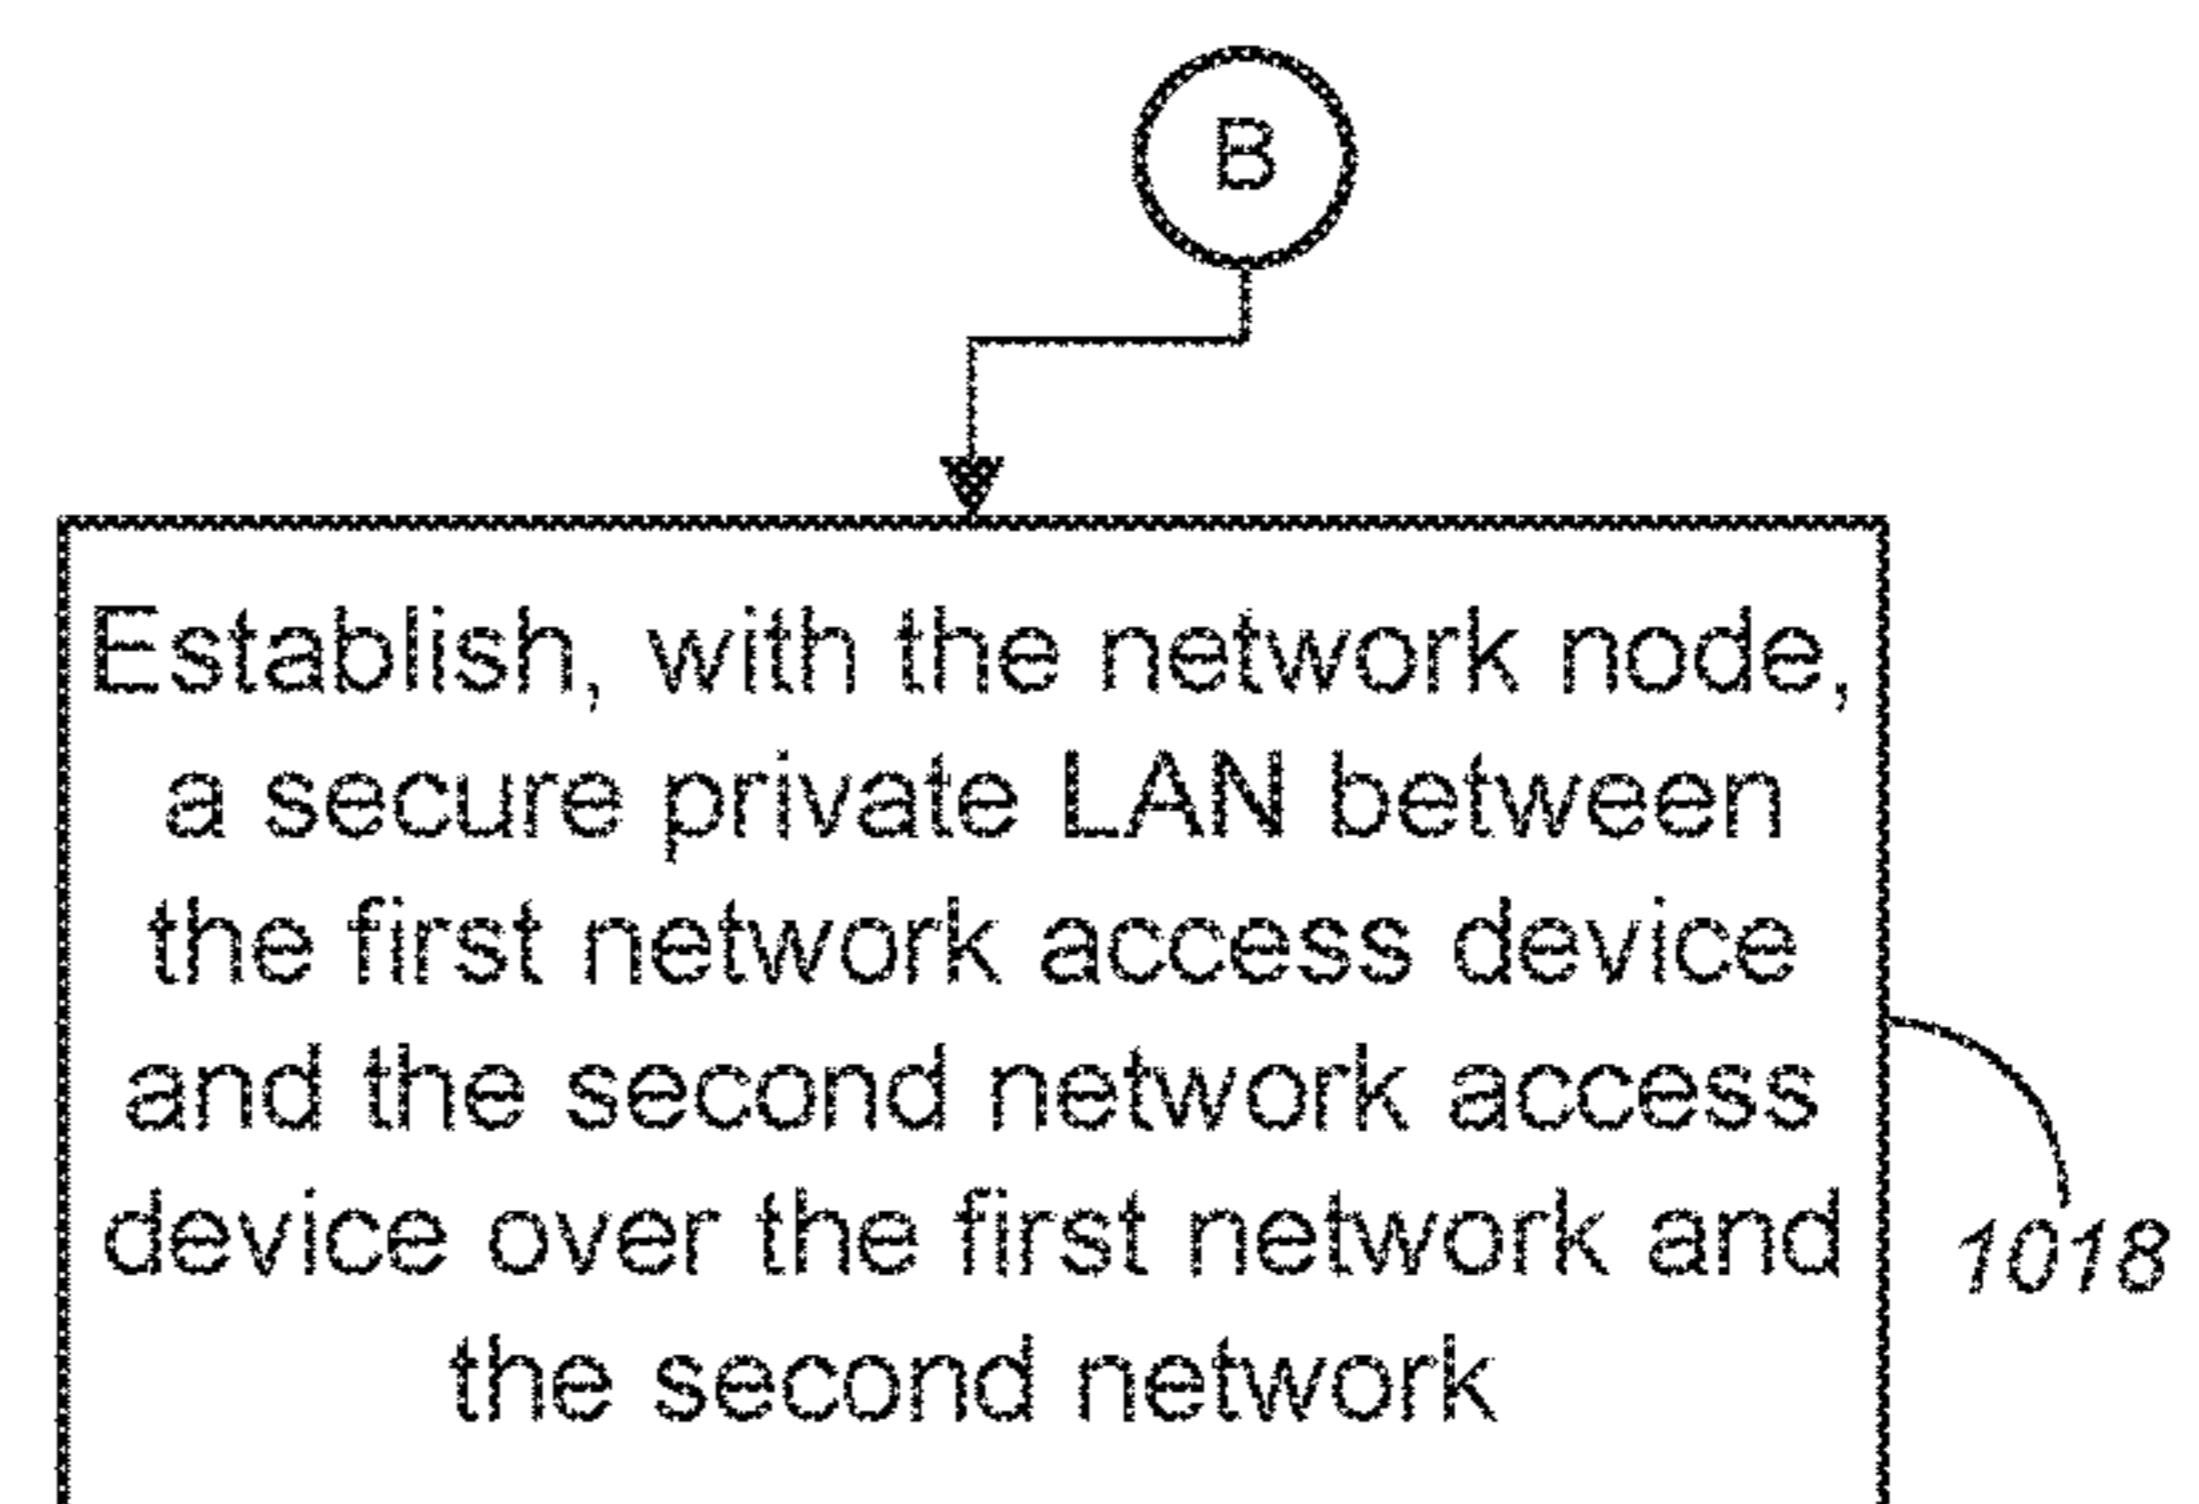 B
Establish, with the network node,
a secure private LAN between
the first network access device
and the second network access
device over the first network and
the second network
1018